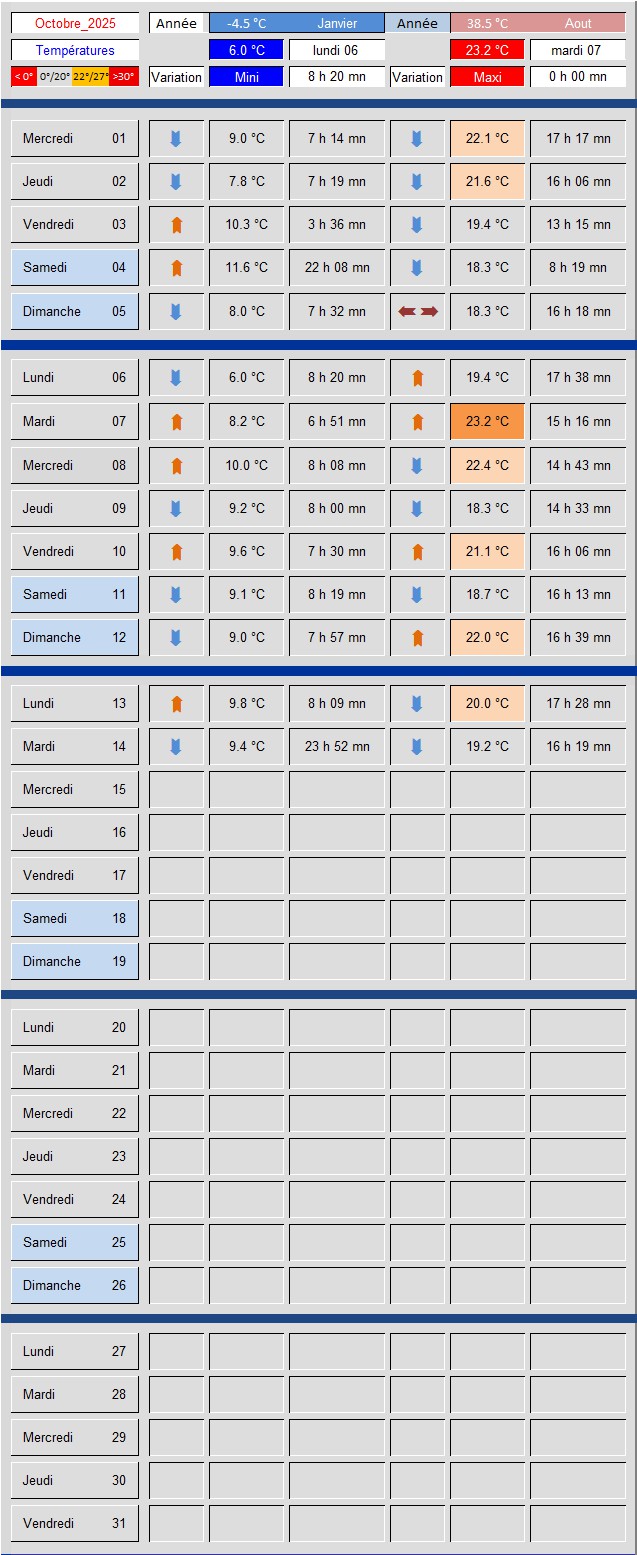 Octobre_2025 Année -4.5 °C Janvier Année 38.5 °C Aout
Températures 6.0 °C lundi 06 23.2 °C mardi 07
< 0° 0°/20° 22°/27° >30° Variation Mini 8 h 20 mn Variation Maxi 0 h 00 mn
Mercredi 01 9.0 °C 7 h 14 mn 22.1 °C 17 h 17 mn
Jeudi 02 7.8 °C 7 h 19 mn 21.6 °C 16 h 06 mn
Vendredi 03 10.3 °C 3 h 36 mn 19.4 °C 13 h 15 mn
Samedi 04 11.6 °C 22 h 08 mn 18.3 °C 8 h 19 mn
Dimanche 05 8.0 °C 7 h 32 mn 18.3 °C 16 h 18 mn
Lundi 06 6.0 °C 8 h 20 mn 19.4 °C 17 h 38 mn
Mardi 07 8.2 °C 6 h 51 mn 23.2 °C 15 h 16 mn
Mercredi 08 10.0 °C 8 h 08 mn 22.4 °C 14 h 43 mn
Jeudi 09 9.2 °C 8 h 00 mn 18.3 °C 14 h 33 mn
Vendredi 10 9.6 °C 7 h 30 mn 21.1 °C 16 h 06 mn
Samedi 11 9.1 °C 8 h 19 mn 18.7 °C 16 h 13 mn
Dimanche 12 9.0 °C 7 h 57 mn 22.0 °C 16 h 39 mn
Lundi 13 9.8 °C 8 h 09 mn 20.0 °C 17 h 28 mn
Mardi 14 9.4 °C 23 h 52 mn 19.2 °C 16 h 19 mn
Mercredi 15
Jeudi 16
Vendredi 17
Samedi 18
Dimanche 19
Lundi 20
Mardi 21
Mercredi 22
Jeudi 23
Vendredi 24
Samedi 25
Dimanche 26
Lundi 27
Mardi 28
Mercredi 29
Jeudi 30
Vendredi 31